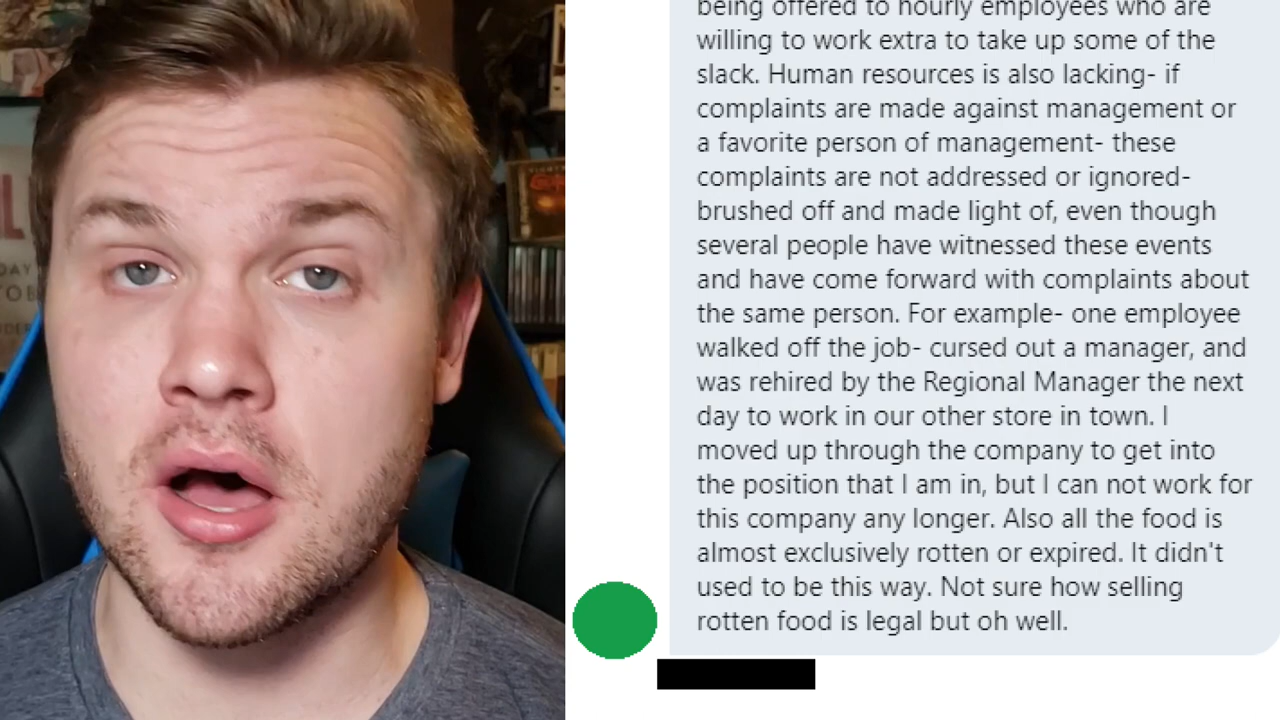 being offered to hourly employees who are
willing to work extra to take up some of the
slack. Human resources is also lacking- if
complaints are made against management or
a favorite person of management- these
complaints are not addressed or ignored-
brushed off and made light of, even though
several people have witnessed these events
and have come forward with complaints about
the same person. For example- one employee
walked off the job- cursed out a manager, and
was rehired by the Regional Manager the next
day to work in our other store in town. I
moved up through the company to get into
the position that I am in, but I can not work for
this company any longer. Also all the food is
almost exclusively rotten or expired. It didn't
used to be this way. Not sure how selling
rotten food is legal but oh well.